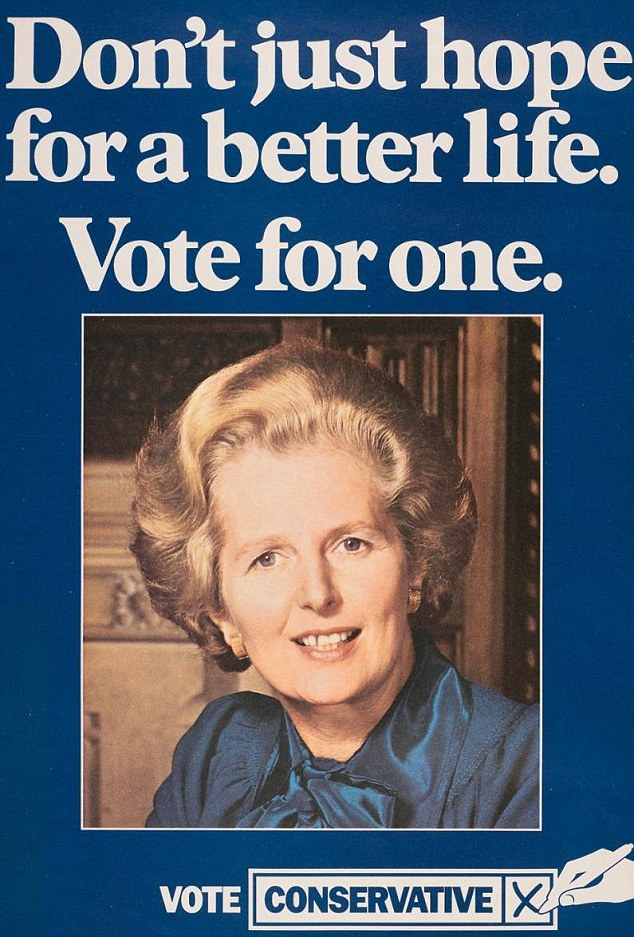 Don't just hope
for a better life.
Vote for one.
VOTE CONSERVATIVE X